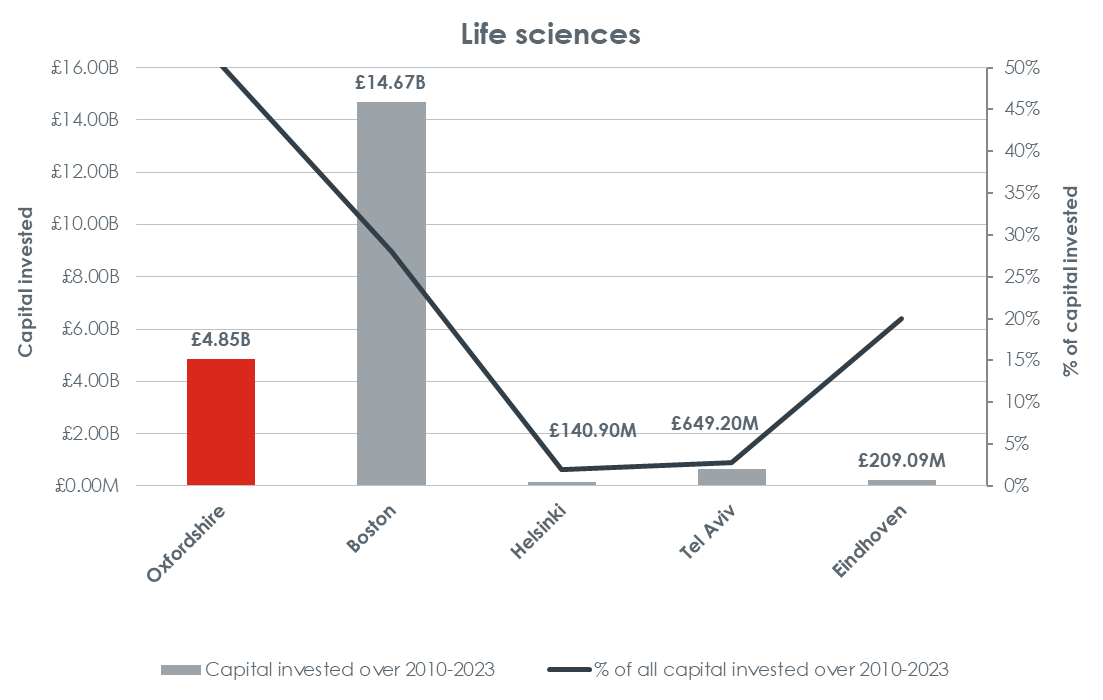 Life sciences
£16.00B
£14.00B
£12.00B
£10.00B
£8.00B
£6.00B
£4.00B
£2.00B
£0.00M
Capital invested
£4.85B
£14.67B
£140.90M
£649.20M
£209.09M
50%
45%
40%
35%
30%
25%
20%
15%
10%
5%
0%
% of capital invested
Oxfordshire
Boston
Helsinki
Tel Aviv
Eindhoven
Capital invested over 2010-2023
% of all capital invested over 2010-2023